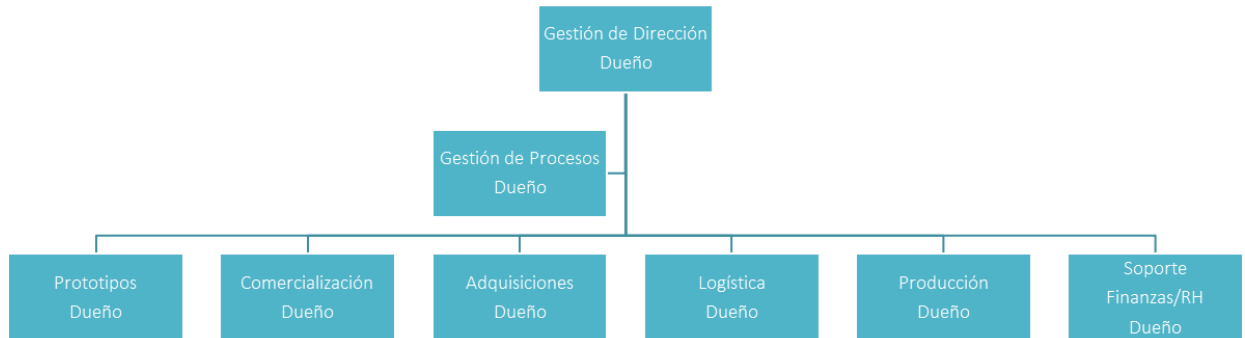 Gestión de Dirección
Dueño
Gestión de Procesos
Dueño
Prototipos
Dueño
Comercialización
Dueño
Adquisiciones
Dueño
Logística
Dueño
Producción
Dueño
Soporte
Finanzas/RH
Dueño